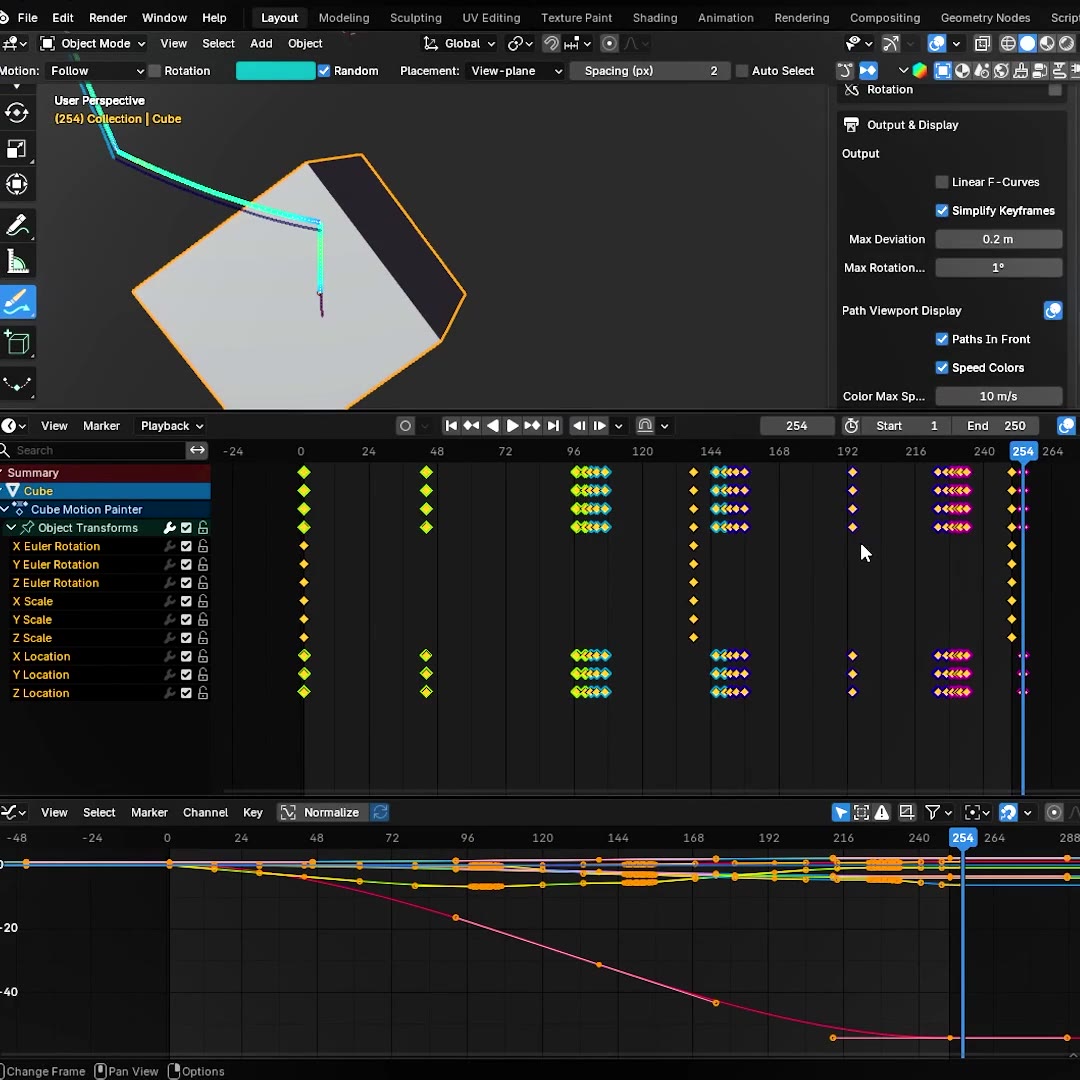 File Edit Render Window Help Layout Modeling Sculpting UV Editing Texture Paint Shading Animation Rendering Compositing Geometry Nodes Script
Object Mode View Select Add Object Global
Motion: Follow Rotation Random Placement: View-plane Spacing (px) 2 Auto Select
User Perspective
(254) Collection | Cube
Rotation
Output & Display
Output
Linear F-Curves
Simplify Keyframes
Max Deviation 0.2 m
Max Rotation... 1°
Path Viewport Display
Paths In Front
Speed Colors
Color Max Sp... 10 m/s
View Marker Playback 254 Start 1 End 250
Search -24 0 24 48 72 96 120 144 168 192 216 240 254 264
Summary
Cube
Cube Motion Painter
Object Transforms
X Euler Rotation
Y Euler Rotation
Z Euler Rotation
X Scale
Y Scale
Z Scale
X Location
Y Location
Z Location
View Select Marker Channel Key Normalize
-48 -24 0 24 48 72 96 120 144 168 192 216 240 254 264 288
0
-20
-40
Change Frame Pan View Options